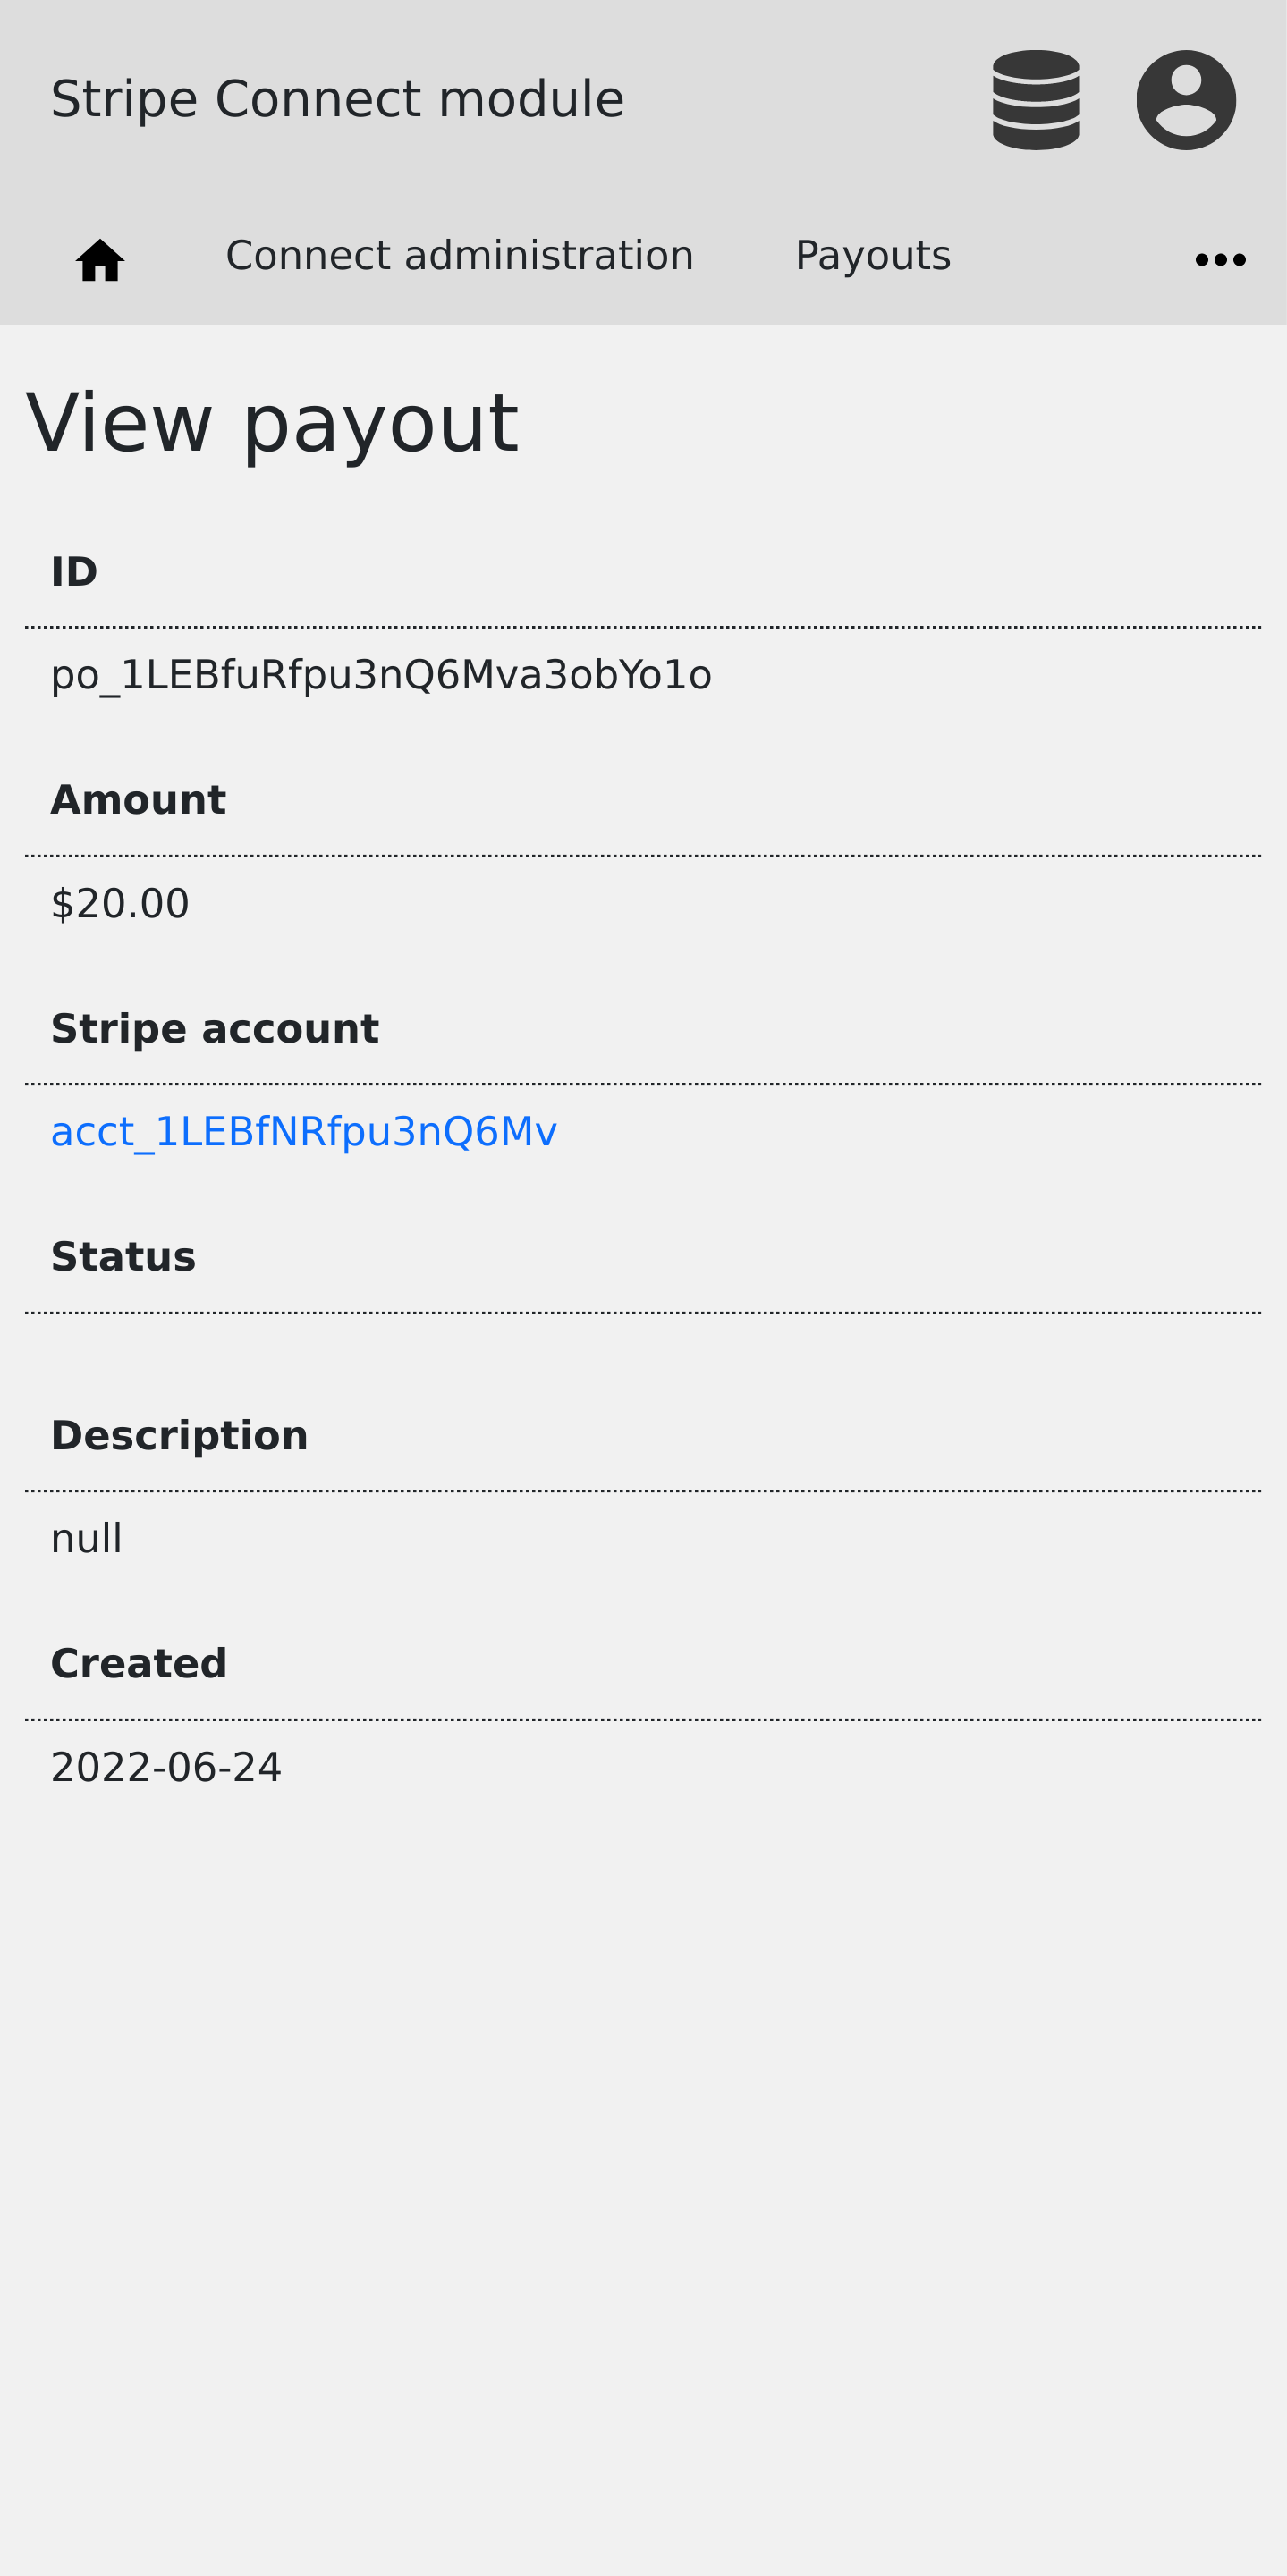 Stripe Connect module
Connect administration Payouts
View payout
ID
po_1LEBfuRfpu3nQ6Mva3obYo1o
Amount
$20.00
Stripe account
acct_1LEBfNRfpu3nQ6Mv
Status
Description
null
Created
2022-06-24